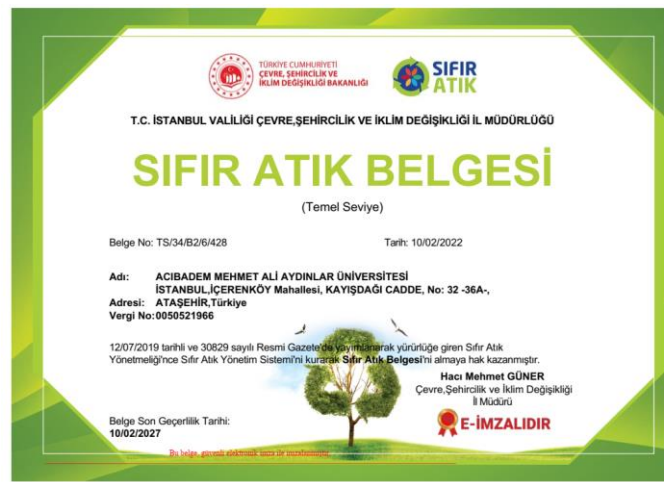 TÜRKİYE CUMHURİYETİ
ÇEVRE, ŞEHİRCİLİK VE
İKLİM DEĞİŞİKLİĞİ BAKANLIĞI
SIFIR
ATIK
T.C. İSTANBUL VALİLİĞİ ÇEVRE,ŞEHİRCİLİK VE İKLİM DEĞİŞİKLİĞİ İL MÜDÜRLÜĞÜ
SIFIR ATIK BELGESİ
(Temel Seviye)
Belge No: TS/34/B2/6/428 Tarih: 10/02/2022
Adı: ACIBADEM MEHMET ALİ AYDINLAR ÜNİVERSİTESİ
İSTANBUL,İÇERENKÖY Mahallesi, KAYIŞDAĞI CADDE, No: 32 -36A-,
Adresi: ATAŞEHİR,Türkiye
Vergi No:0050521966
12/07/2019 tarihli ve 30829 sayılı Resmi Gazete'de yayımlanarak yürürlüğe giren Sıfır Atık
Yönetmeliği'nce Sıfır Atık Yönetim Sistemi'ni kurarak Sıfır Atık Belgesi'ni almaya hak kazanmıştır.
Hacı Mehmet GÜNER
Çevre,Şehircilik ve İklim Değişikliği
İl Müdürü
E-İMZALIDIR
Belge Son Geçerlilik Tarihi:
10/02/2027
Bu belge, güvenli elektronik imza ile imzalanmıştır.